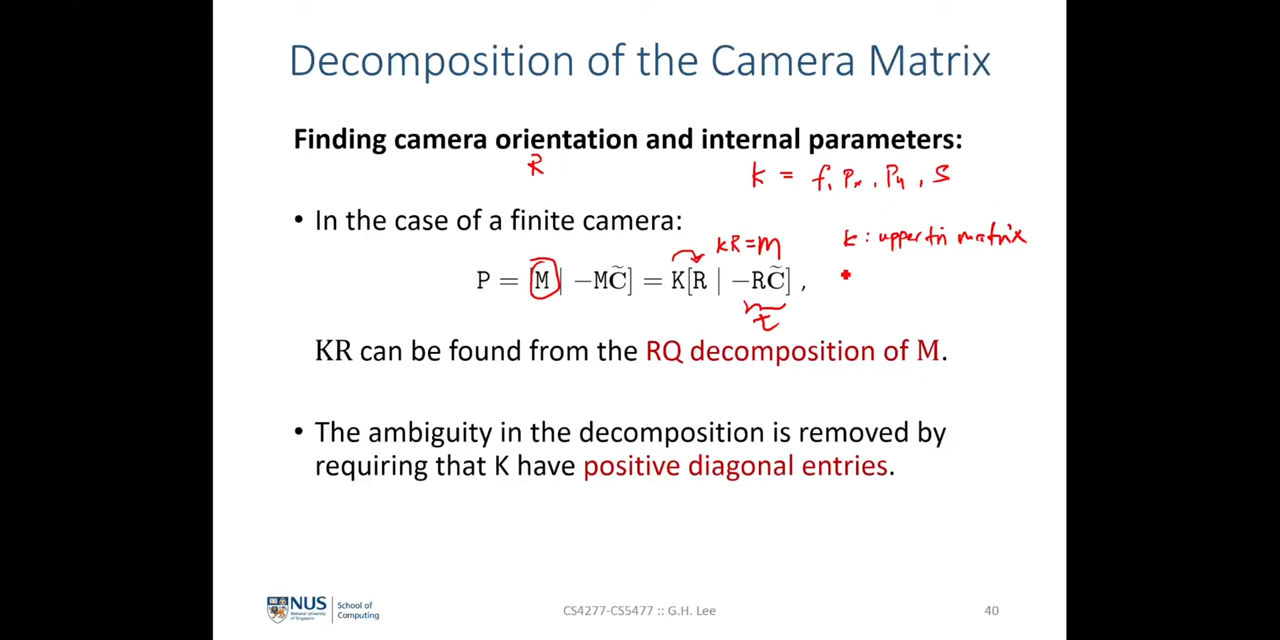 Decomposition of the Camera Matrix
Finding camera orientation and internal parameters:
R
K = f, Px, Py, S
• In the case of a finite camera:
KR = M
K : upper tri matrix
P = [M | −MC̃] = K[R | −RC̃] ,
t
KR can be found from the RQ decomposition of M.
• The ambiguity in the decomposition is removed by
requiring that K have positive diagonal entries.
NUS
National University
of Singapore
School of
Computing
CS4277-CS5477 :: G.H. Lee
40